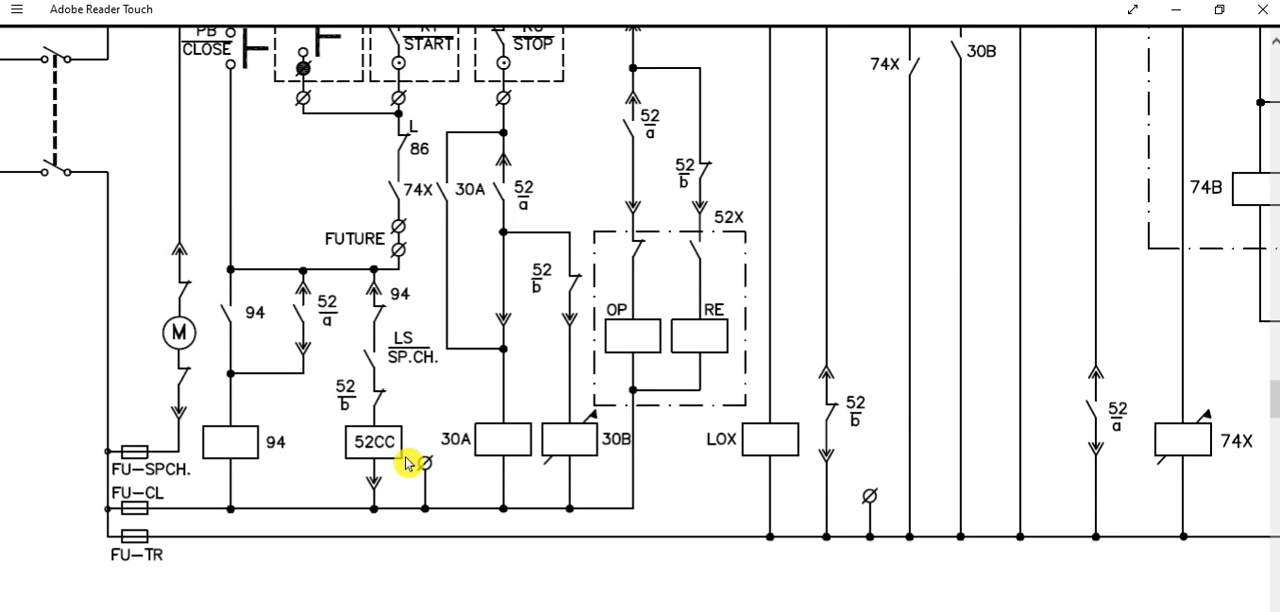 Adobe Reader Touch
PB
CLOSE
START
STOP
74X
30B
52
a
L
86
52
b
74B
74X
30A
52
a
52X
FUTURE
52
b
94
52
a
94
OP
RE
M
LS
SP.CH.
52
b
52
b
52
a
94
52CC
30A
30B
LOX
74X
FU-SPCH.
FU-CL
FU-TR